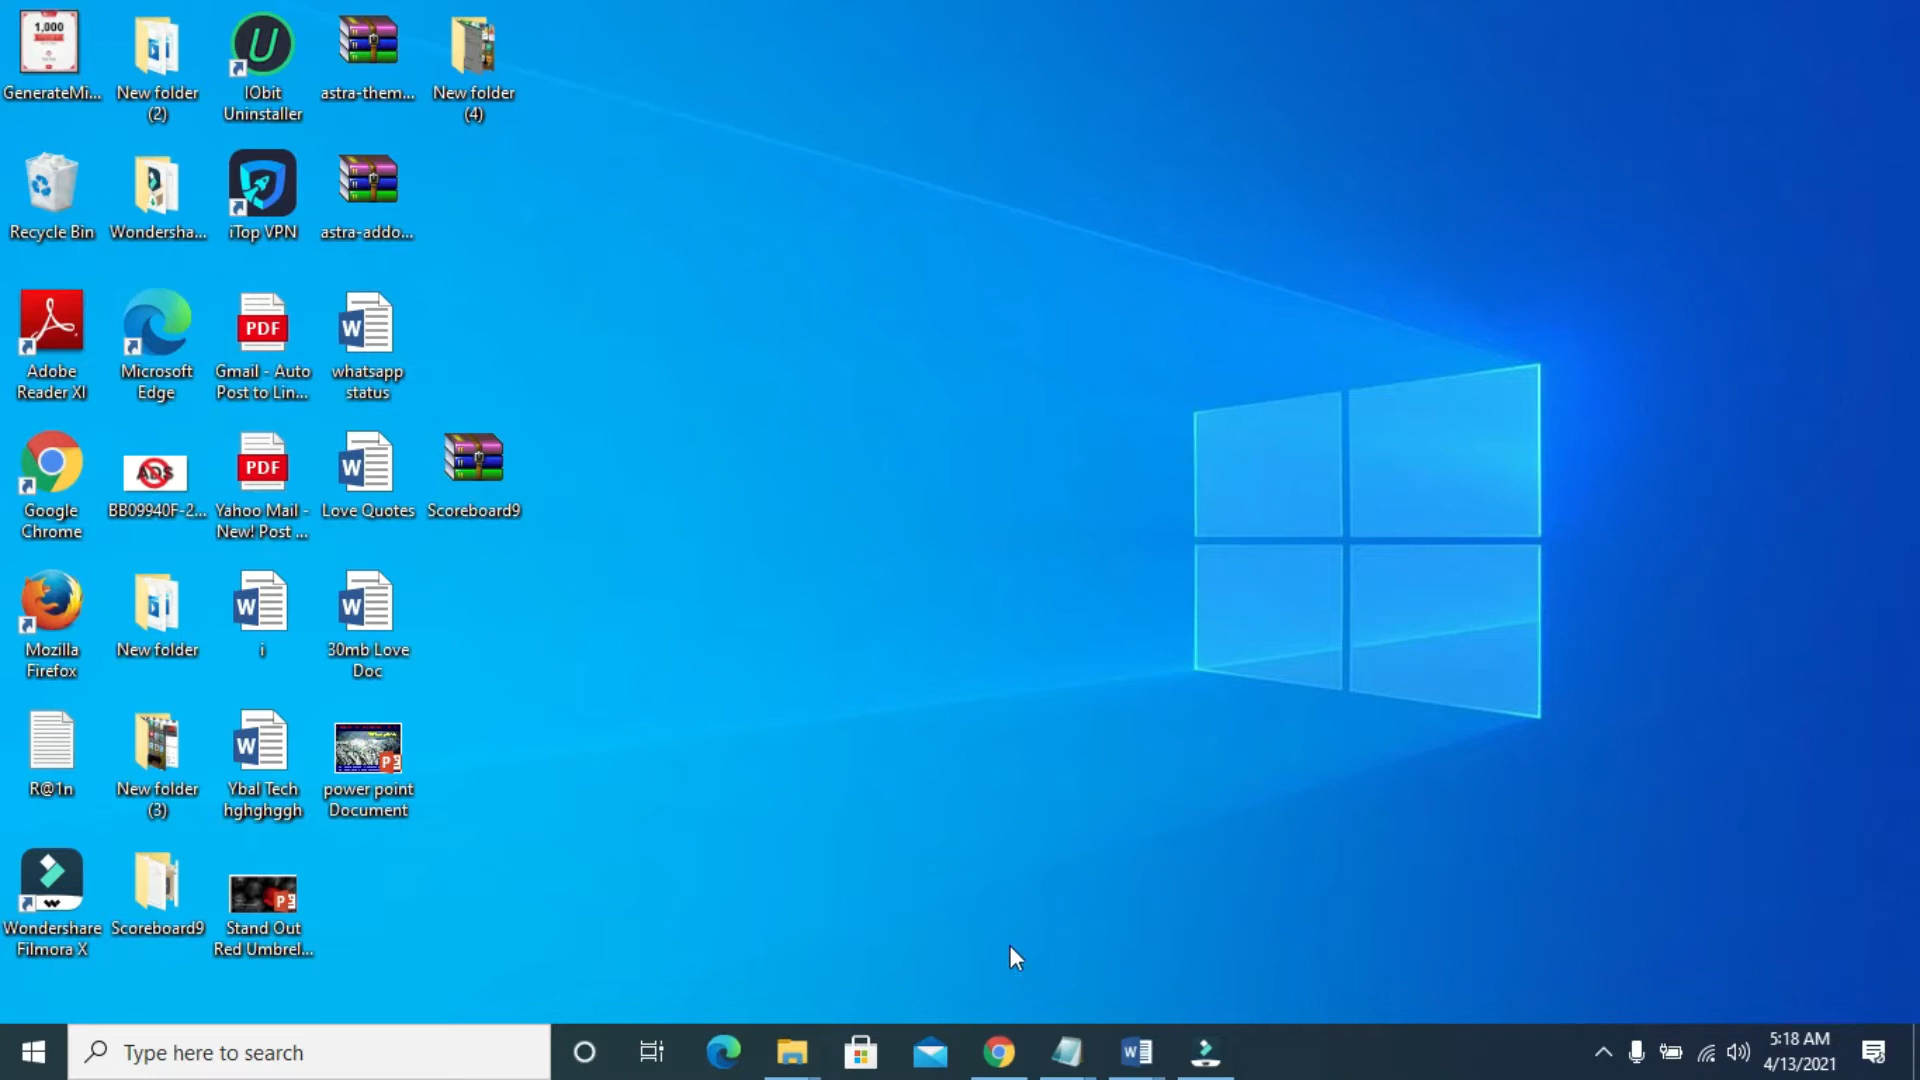 1,000
GenerateMi...
New folder
(2)
IObit
Uninstaller
astra-them...
New folder
(4)
Recycle Bin
Wondersha...
iTop VPN
astra-addo...
Adobe
Reader XI
Microsoft
Edge
PDF
Gmail - Auto
Post to Lin...
W
whatsapp
status
Google
Chrome
ADS
BB09940F-2...
PDF
Yahoo Mail -
New! Post ...
W
Love Quotes
Scoreboard9
Mozilla
Firefox
New folder
W
i
W
30mb Love
Doc
R@1n
New folder
(3)
W
Ybal Tech
hghghggh
P
power point
Document
Wondershare
Filmora X
Scoreboard9
P
Stand Out
Red Umbrel...
Type here to search
W
5:18 AM
4/13/2021